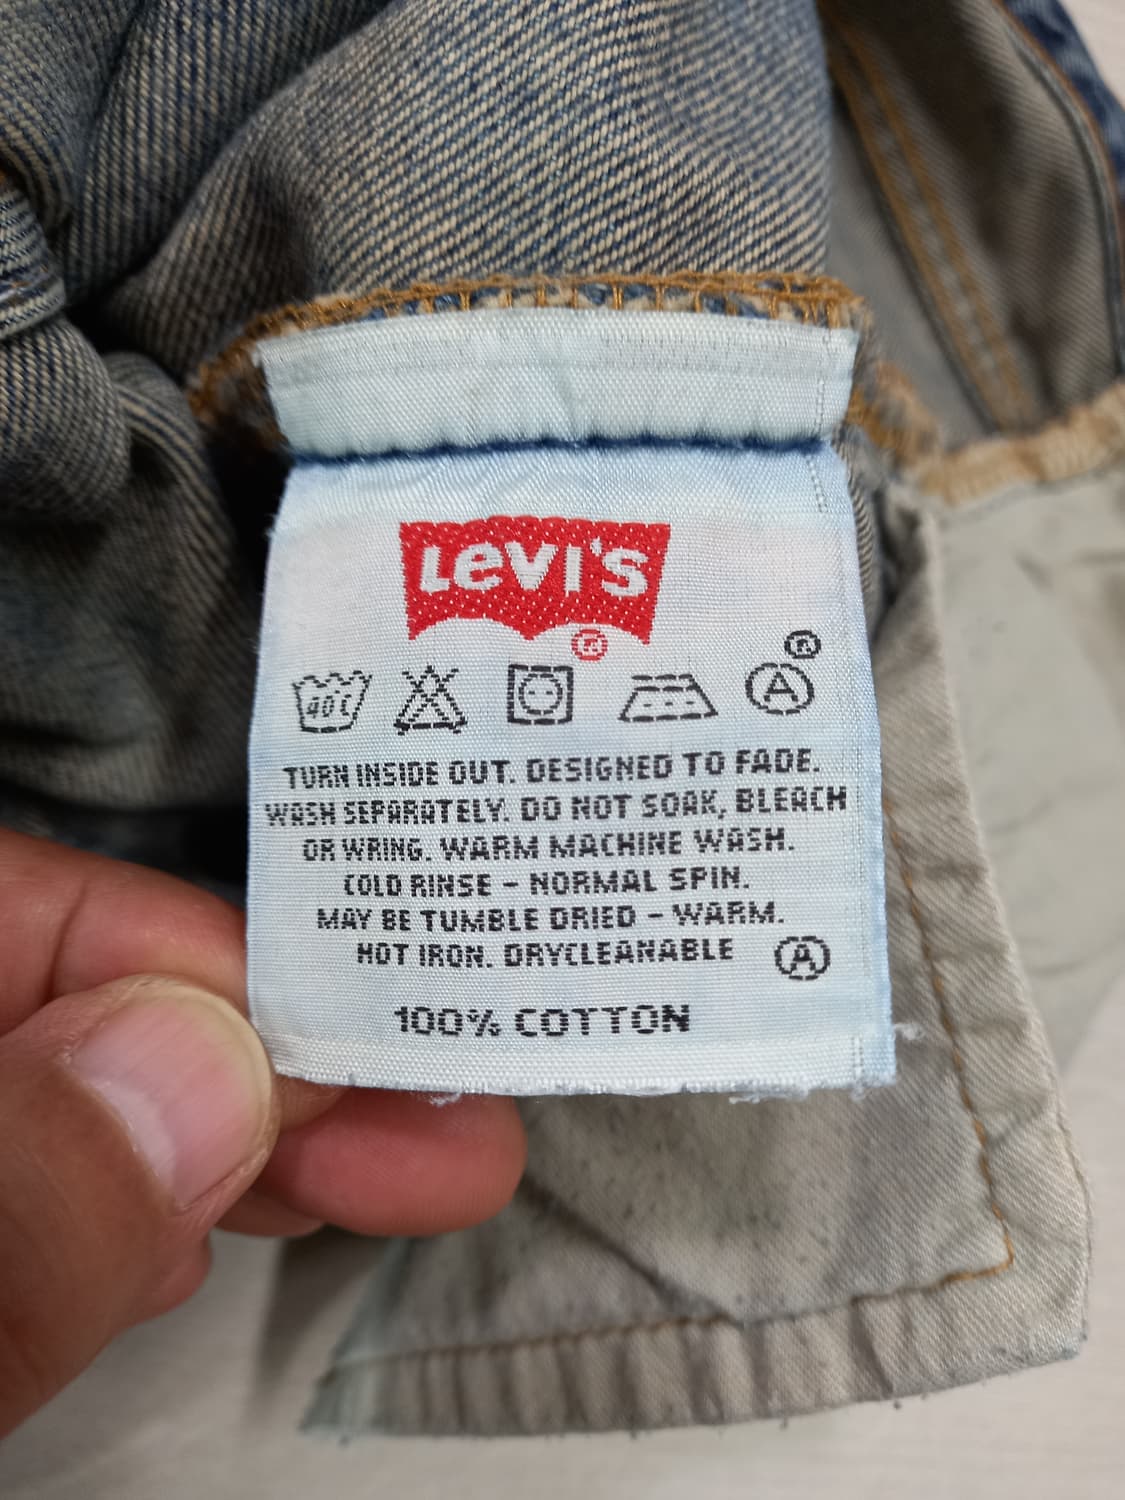 Levi's
®
®
40C A
TURN INSIDE OUT. DESIGNED TO FADE.
WASH SEPARATELY. DO NOT SOAK, BLEACH
OR WRING. WARM MACHINE WASH.
COLD RINSE – NORMAL SPIN.
MAY BE TUMBLE DRIED – WARM.
HOT IRON. DRYCLEANABLE A
100% COTTON